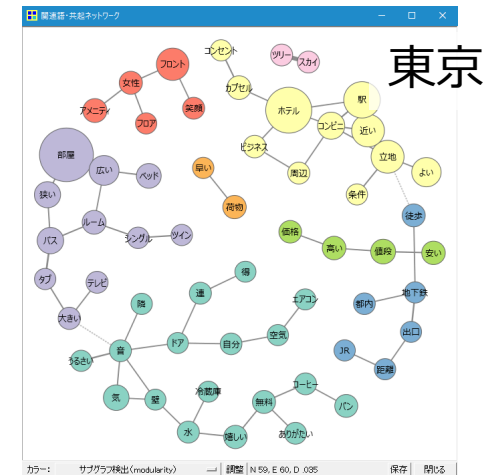 関連語・共起ネットワーク
東京
コンセント
ツリー
スカイ
フロント
女性
カプセル
アメニティ
フロア
笑顔
ホテル
駅
コンビニ
近い
ビジネス
周辺
立地
よい
条件
部屋
広い
ベッド
狭い
早い
荷物
ルーム
バス
シングル
ツイン
徒歩
価格
高い
値段
安い
タブ
テレビ
大きい
得
連
隣
エアコン
都内
地下鉄
音
ドア
自分
空気
出口
うるさい
JR
距離
気
壁
冷蔵庫
無料
コーヒー
パン
水
嬉しい
ありがたい
カラー: サブグラフ検出(modularity) 調整 N 59, E 60, D .035 保存 閉じる